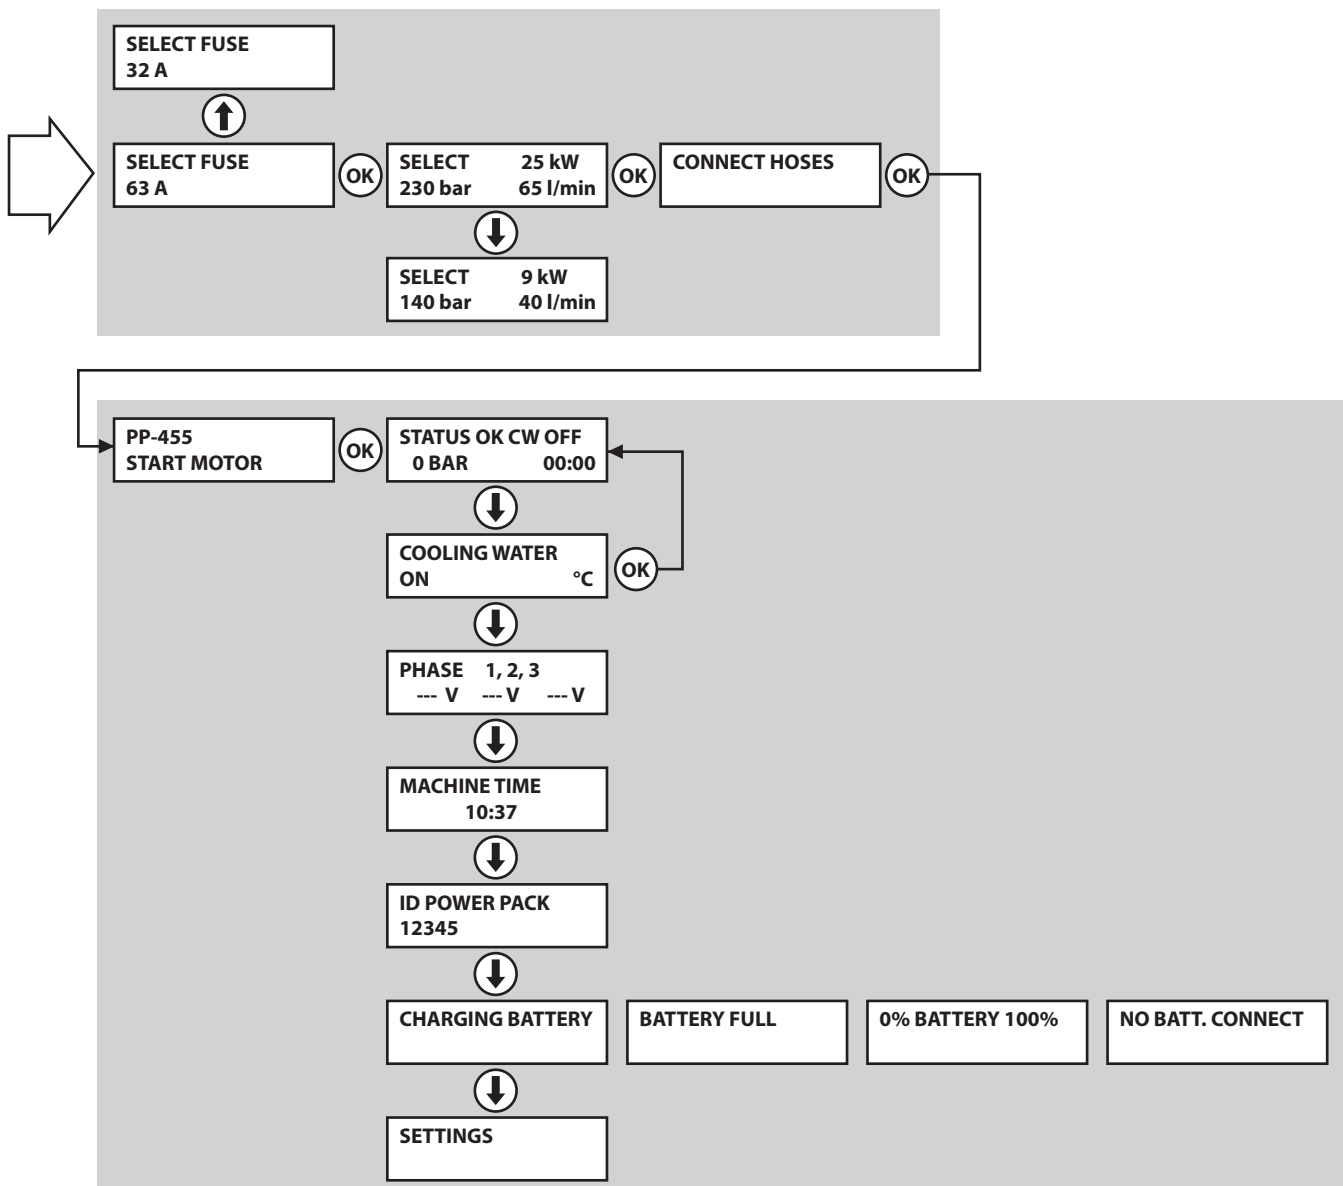 SELECT FUSE
32 A
SELECT FUSE
63 A
OK
SELECT 25 kW
230 bar 65 l/min
OK
CONNECT HOSES
OK
SELECT 9 kW
140 bar 40 l/min
PP-455
START MOTOR
OK
STATUS OK CW OFF
0 BAR 00:00
COOLING WATER
ON °C
OK
PHASE 1, 2, 3
--- V --- V --- V
MACHINE TIME
10:37
ID POWER PACK
12345
CHARGING BATTERY
BATTERY FULL
0% BATTERY 100%
NO BATT. CONNECT
SETTINGS